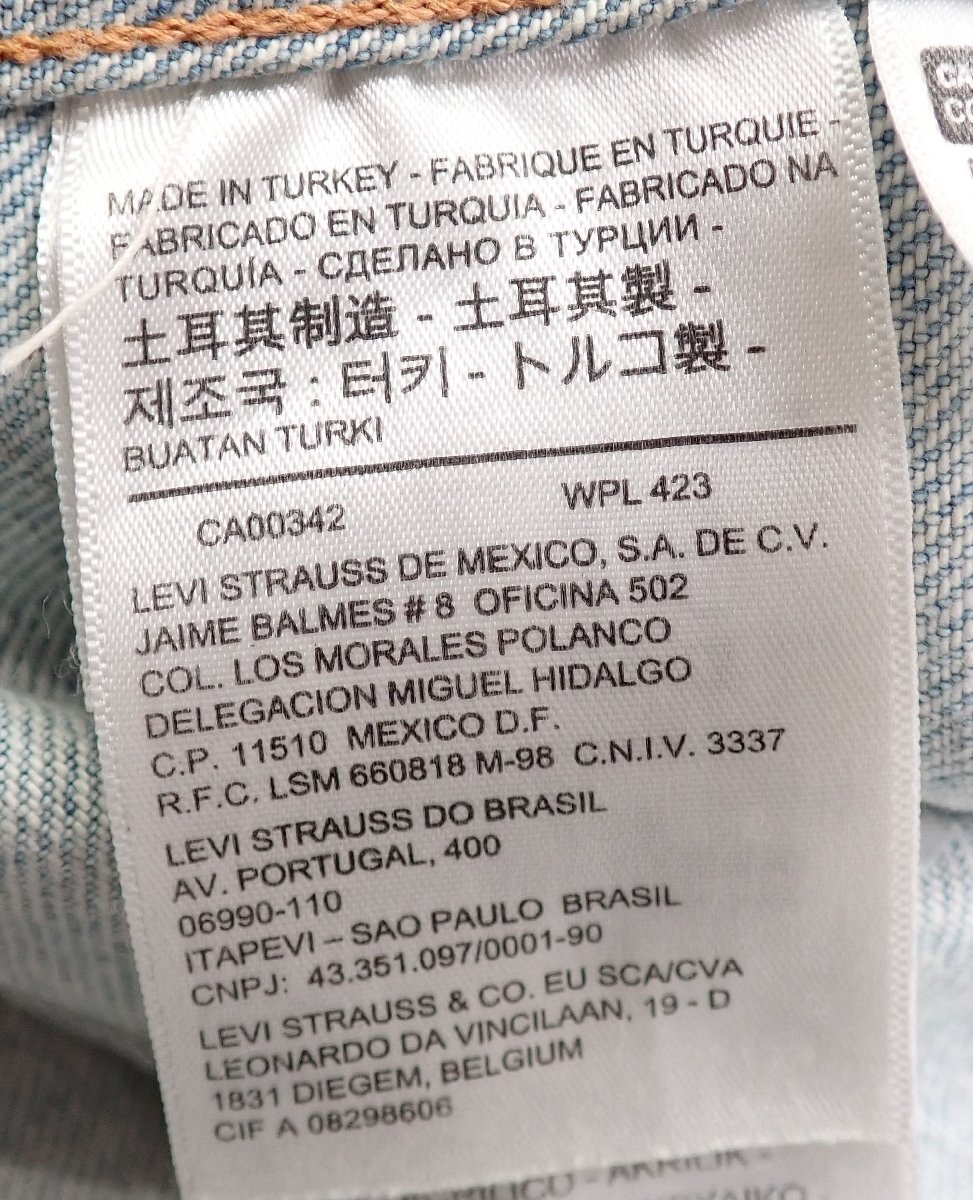 MADE IN TURKEY - FABRIQUE EN TURQUIE -
FABRICADO EN TURQUIA - FABRICADO NA
TURQUÍA - СДЕЛАНО В ТУРЦИИ -
土耳其制造 - 土耳其製 -
제조국 : 터키 - トルコ製 -
BUATAN TURKI
CA00342 WPL 423
LEVI STRAUSS DE MEXICO, S.A. DE C.V.
JAIME BALMES # 8 OFICINA 502
COL. LOS MORALES POLANCO
DELEGACION MIGUEL HIDALGO
C.P. 11510 MEXICO D.F.
R.F.C. LSM 660818 M-98 C.N.I.V. 3337
LEVI STRAUSS DO BRASIL
AV. PORTUGAL, 400
06990-110
ITAPEVI – SAO PAULO BRASIL
CNPJ: 43.351.097/0001-90
LEVI STRAUSS & CO. EU SCA/CVA
LEONARDO DA VINCILAAN, 19 - D
1831 DIEGEM, BELGIUM
CIF A 08298606